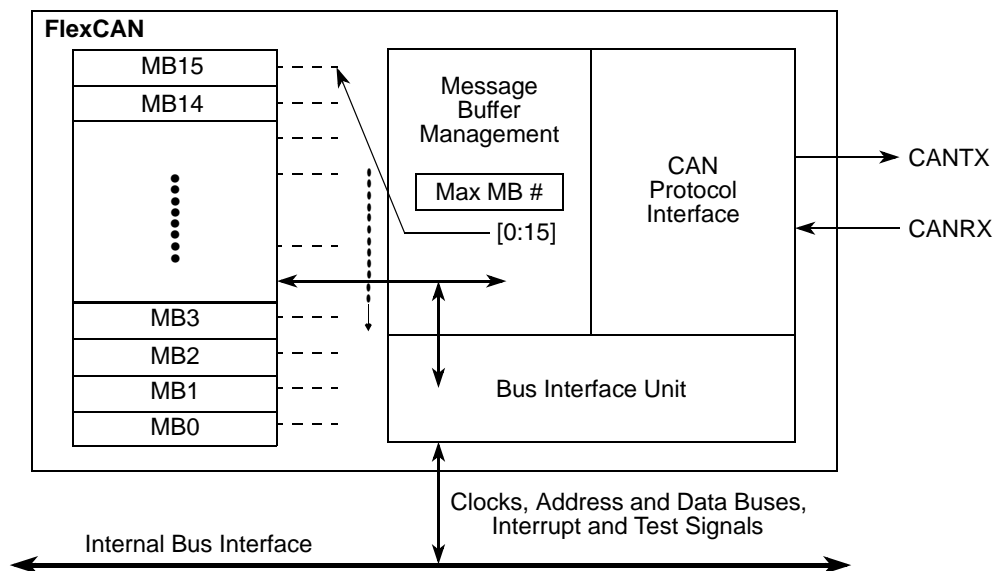 FlexCAN
MB15
MB14
MB3
MB2
MB1
MB0
Message
Buffer
Management
Max MB #
[0:15]
CAN
Protocol
Interface
CANTX
CANRX
Bus Interface Unit
Clocks, Address and Data Buses,
Interrupt and Test Signals
Internal Bus Interface